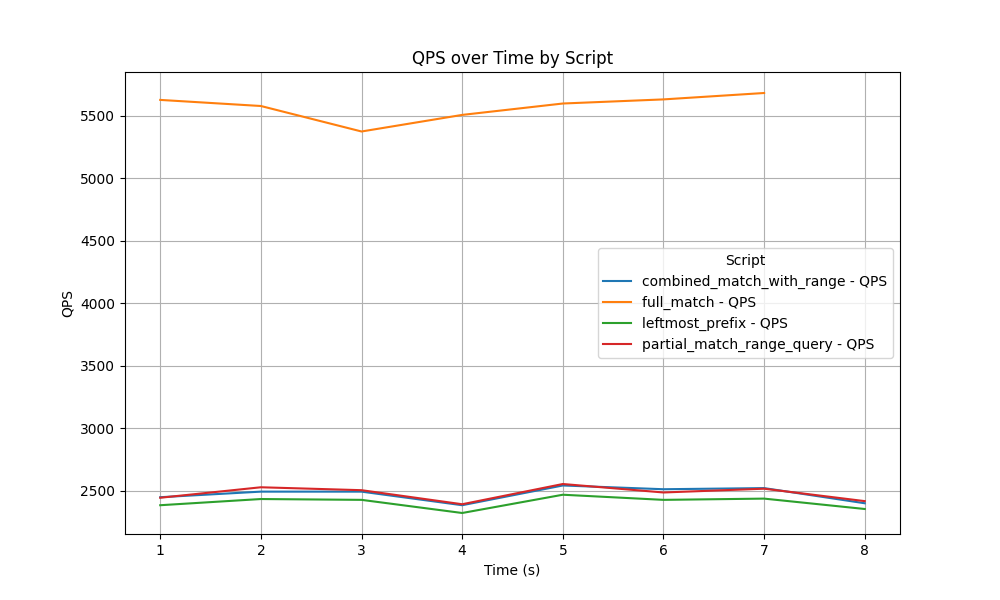 QPS over Time by Script
5500
5000
4500
4000
3500
3000
2500
QPS
Script
combined_match_with_range - QPS
full_match - QPS
leftmost_prefix - QPS
partial_match_range_query - QPS
1 2 3 4 5 6 7 8
Time (s)